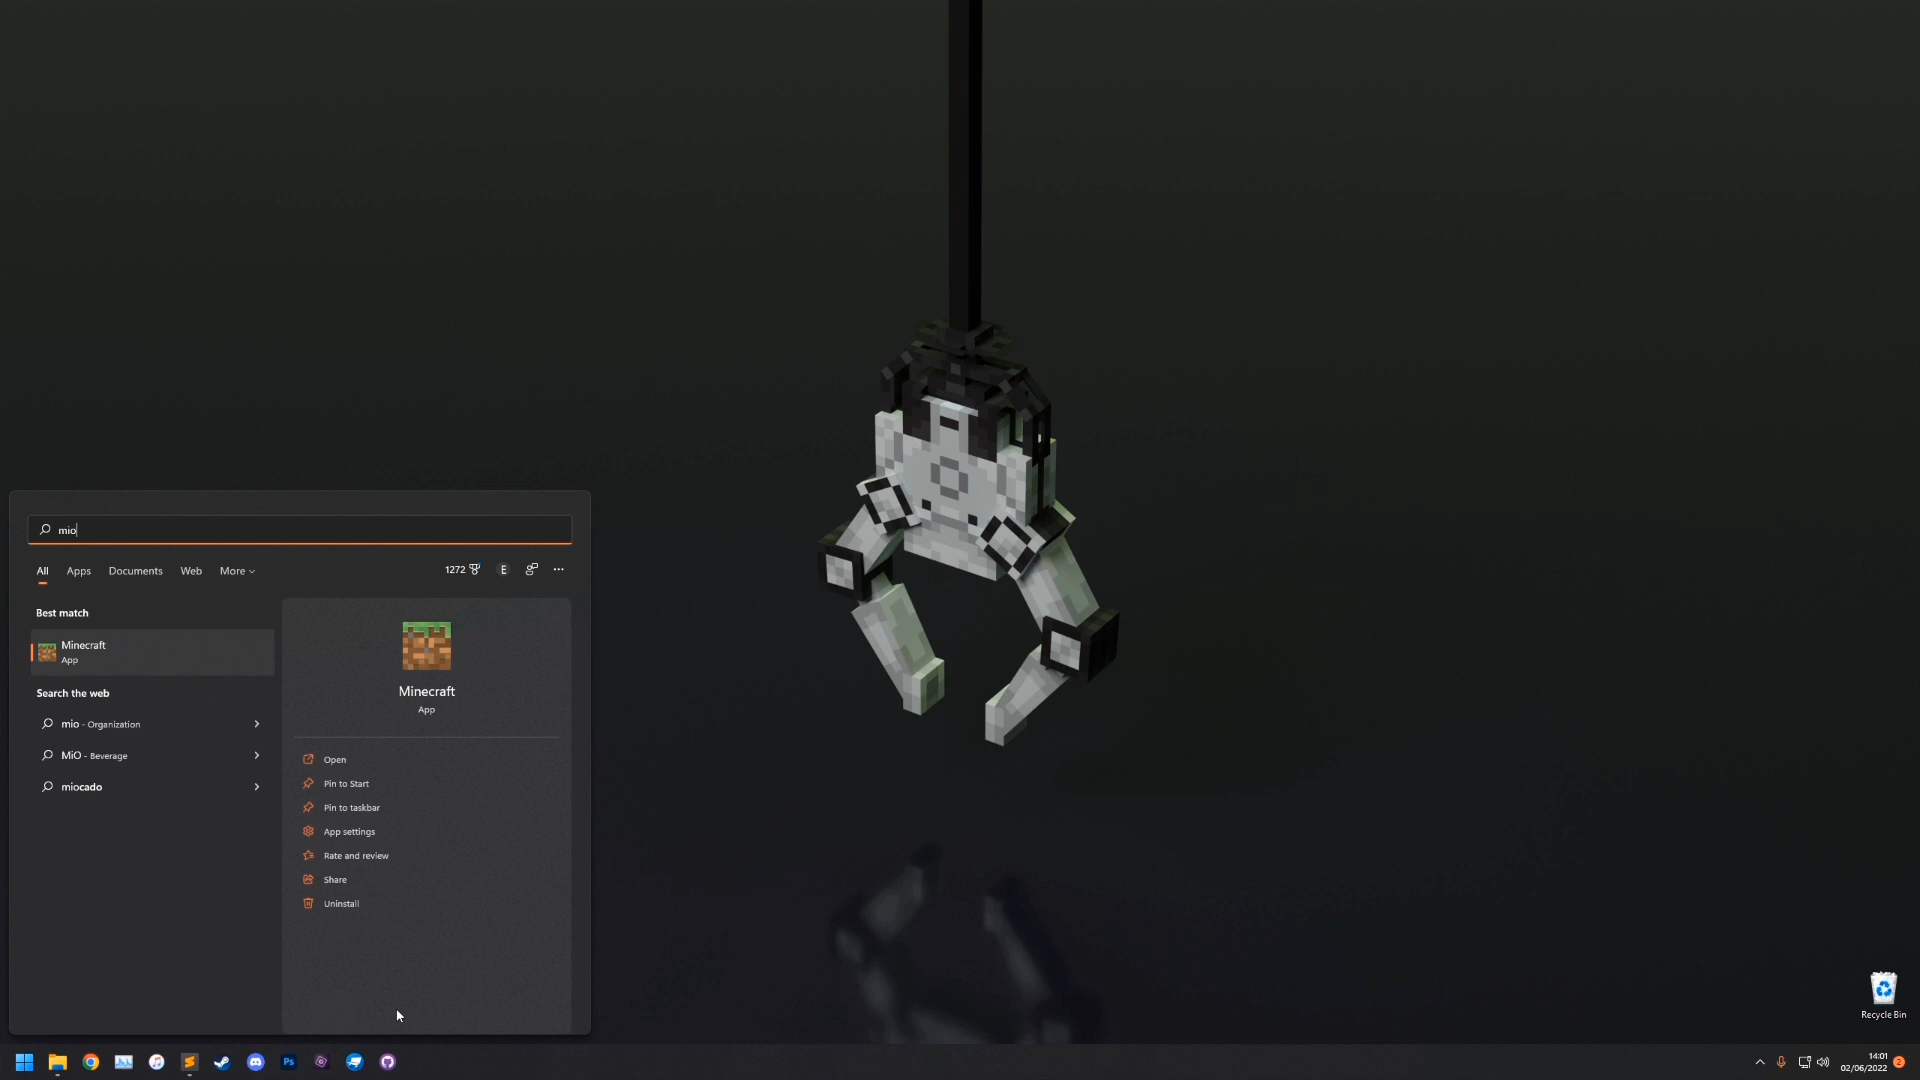 mio
All Apps Documents Web More 1272 E
Best match
Minecraft
App
Search the web
mio - Organization
MiO - Beverage
miocado
Minecraft
App
Open
Pin to Start
Pin to taskbar
App settings
Rate and review
Share
Uninstall
Recycle Bin
Ps
14:01
02/06/2022
2